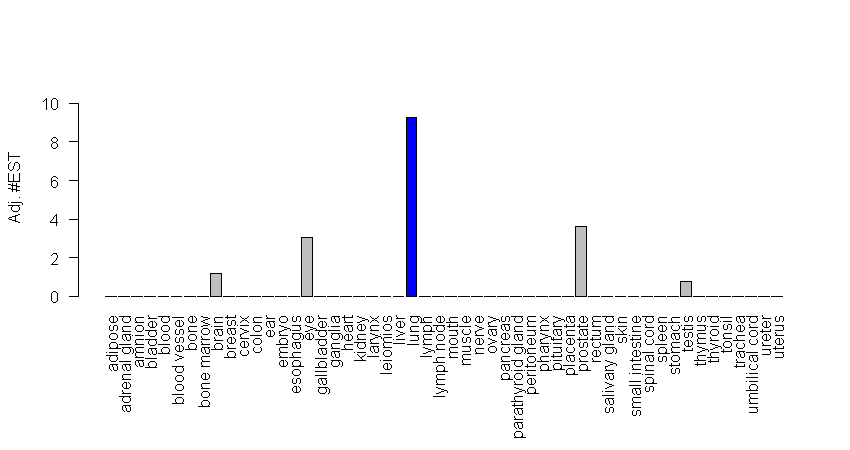 Adj. #EST
10
8
6
4
2
0
adipose
adrenal gland
amnion
bladder
blood
blood vessel
bone
bone marrow
brain
breast
cervix
colon
ear
embryo
esophagus
eye
gallbladder
ganglia
heart
kidney
larynx
leiomios
liver
lung
lymph
lymph node
mouth
muscle
nerve
ovary
pancreas
parathyroid gland
peritoneum
pharynx
pituitary
placenta
prostate
rectum
salivary gland
skin
small intestine
spinal cord
spleen
stomach
testis
thymus
thyroid
tonsil
trachea
umbilical cord
ureter
uterus